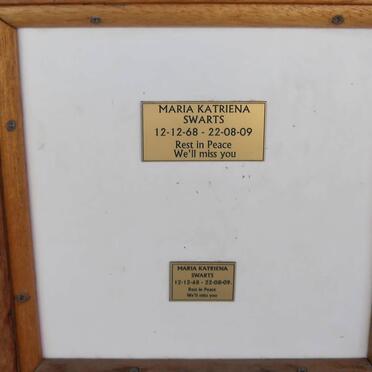 MARIA KATRIENA
SWARTS
12-12-68 - 22-08-09
Rest in Peace
We'll miss you
MARIA KATRIENA
SWARTS
12-12-68 - 22-08-09.
Rest in Peace
We'll miss you